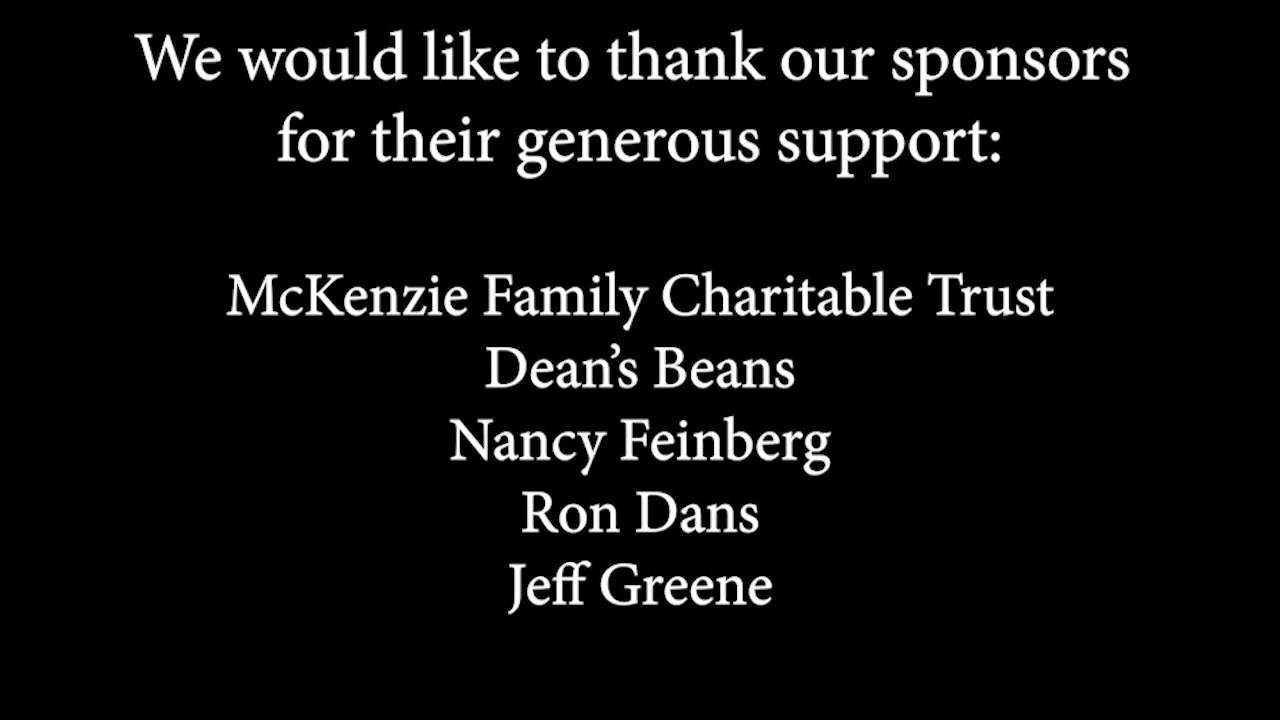 We would like to thank our sponsors
for their generous support:
McKenzie Family Charitable Trust
Dean’s Beans
Nancy Feinberg
Ron Dans
Jeff Greene